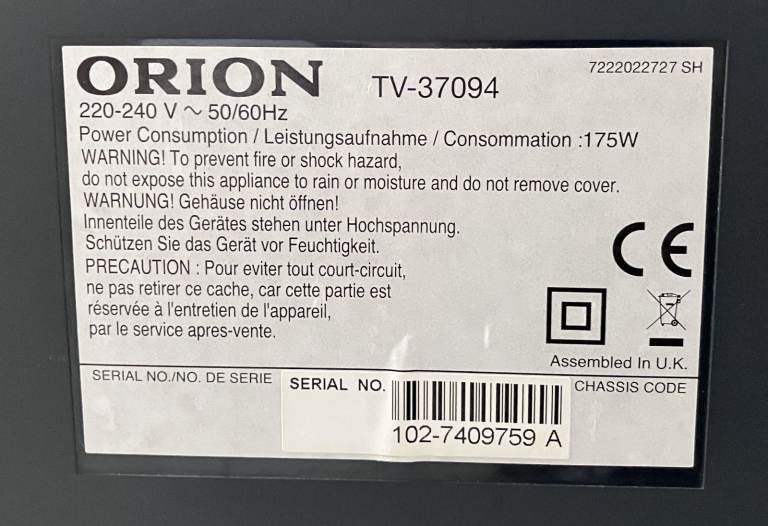 ORION TV-37094 7222022727 SH
220-240 V ~ 50/60Hz
Power Consumption / Leistungsaufnahme / Consommation :175W
WARNING! To prevent fire or shock hazard,
do not expose this appliance to rain or moisture and do not remove cover.
WARNUNG! Gehäuse nicht öffnen!
Innenteile des Gerätes stehen unter Hochspannung.
Schützen Sie das Gerät vor Feuchtigkeit.
PRECAUTION : Pour eviter tout court-circuit,
ne pas retirer ce cache, car cette partie est
réservée à l'entretien de l'appareil,
par le service apres-vente.
CE
Assembled In U.K.
SERIAL NO./NO. DE SERIE
SERIAL NO.
102-7409759 A
CHASSIS CODE